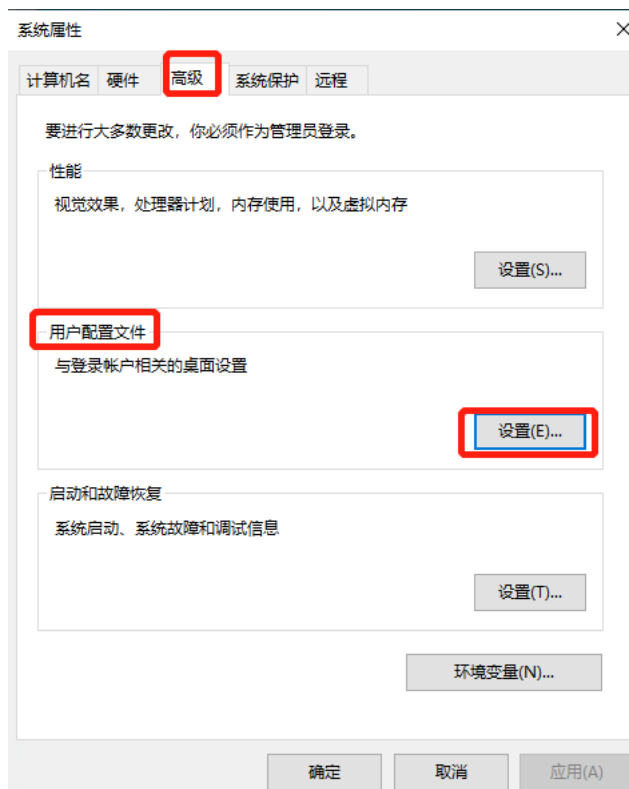 系统属性
计算机名 硬件 高级 系统保护 远程
要进行大多数更改，你必须作为管理员登录。
性能
视觉效果，处理器计划，内存使用，以及虚拟内存
设置(S)...
用户配置文件
与登录帐户相关的桌面设置
设置(E)...
启动和故障恢复
系统启动、系统故障和调试信息
设置(T)...
环境变量(N)...
确定 取消 应用(A)